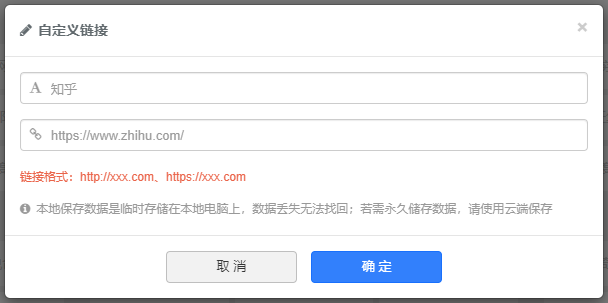 自定义链接
知乎
https://www.zhihu.com/
链接格式：http://xxx.com、https://xxx.com
本地保存数据是临时存储在本地电脑上，数据丢失无法找回；若需永久储存数据，请使用云端保存
取消 确定